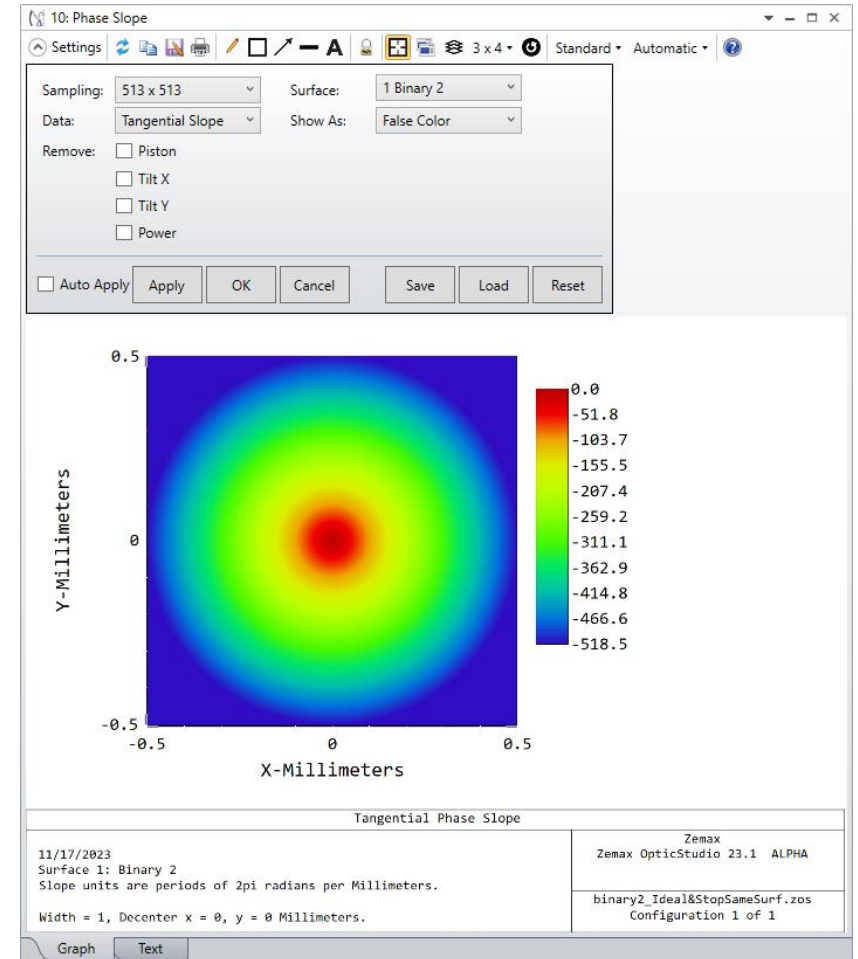 10: Phase Slope
Settings 3 x 4 Standard Automatic
Sampling: 513 x 513 Surface: 1 Binary 2
Data: Tangential Slope Show As: False Color
Remove: Piston
Tilt X
Tilt Y
Power
Auto Apply Apply OK Cancel Save Load Reset
0.5
0
-0.5
Y-Millimeters
-0.5 0 0.5
X-Millimeters
0.0
-51.8
-103.7
-155.5
-207.4
-259.2
-311.1
-362.9
-414.8
-466.6
-518.5
Tangential Phase Slope
11/17/2023
Surface 1: Binary 2
Slope units are periods of 2pi radians per Millimeters.
Width = 1, Decenter x = 0, y = 0 Millimeters.
Zemax
Zemax OpticStudio 23.1 ALPHA
binary2_Ideal&StopSameSurf.zos
Configuration 1 of 1
Graph Text